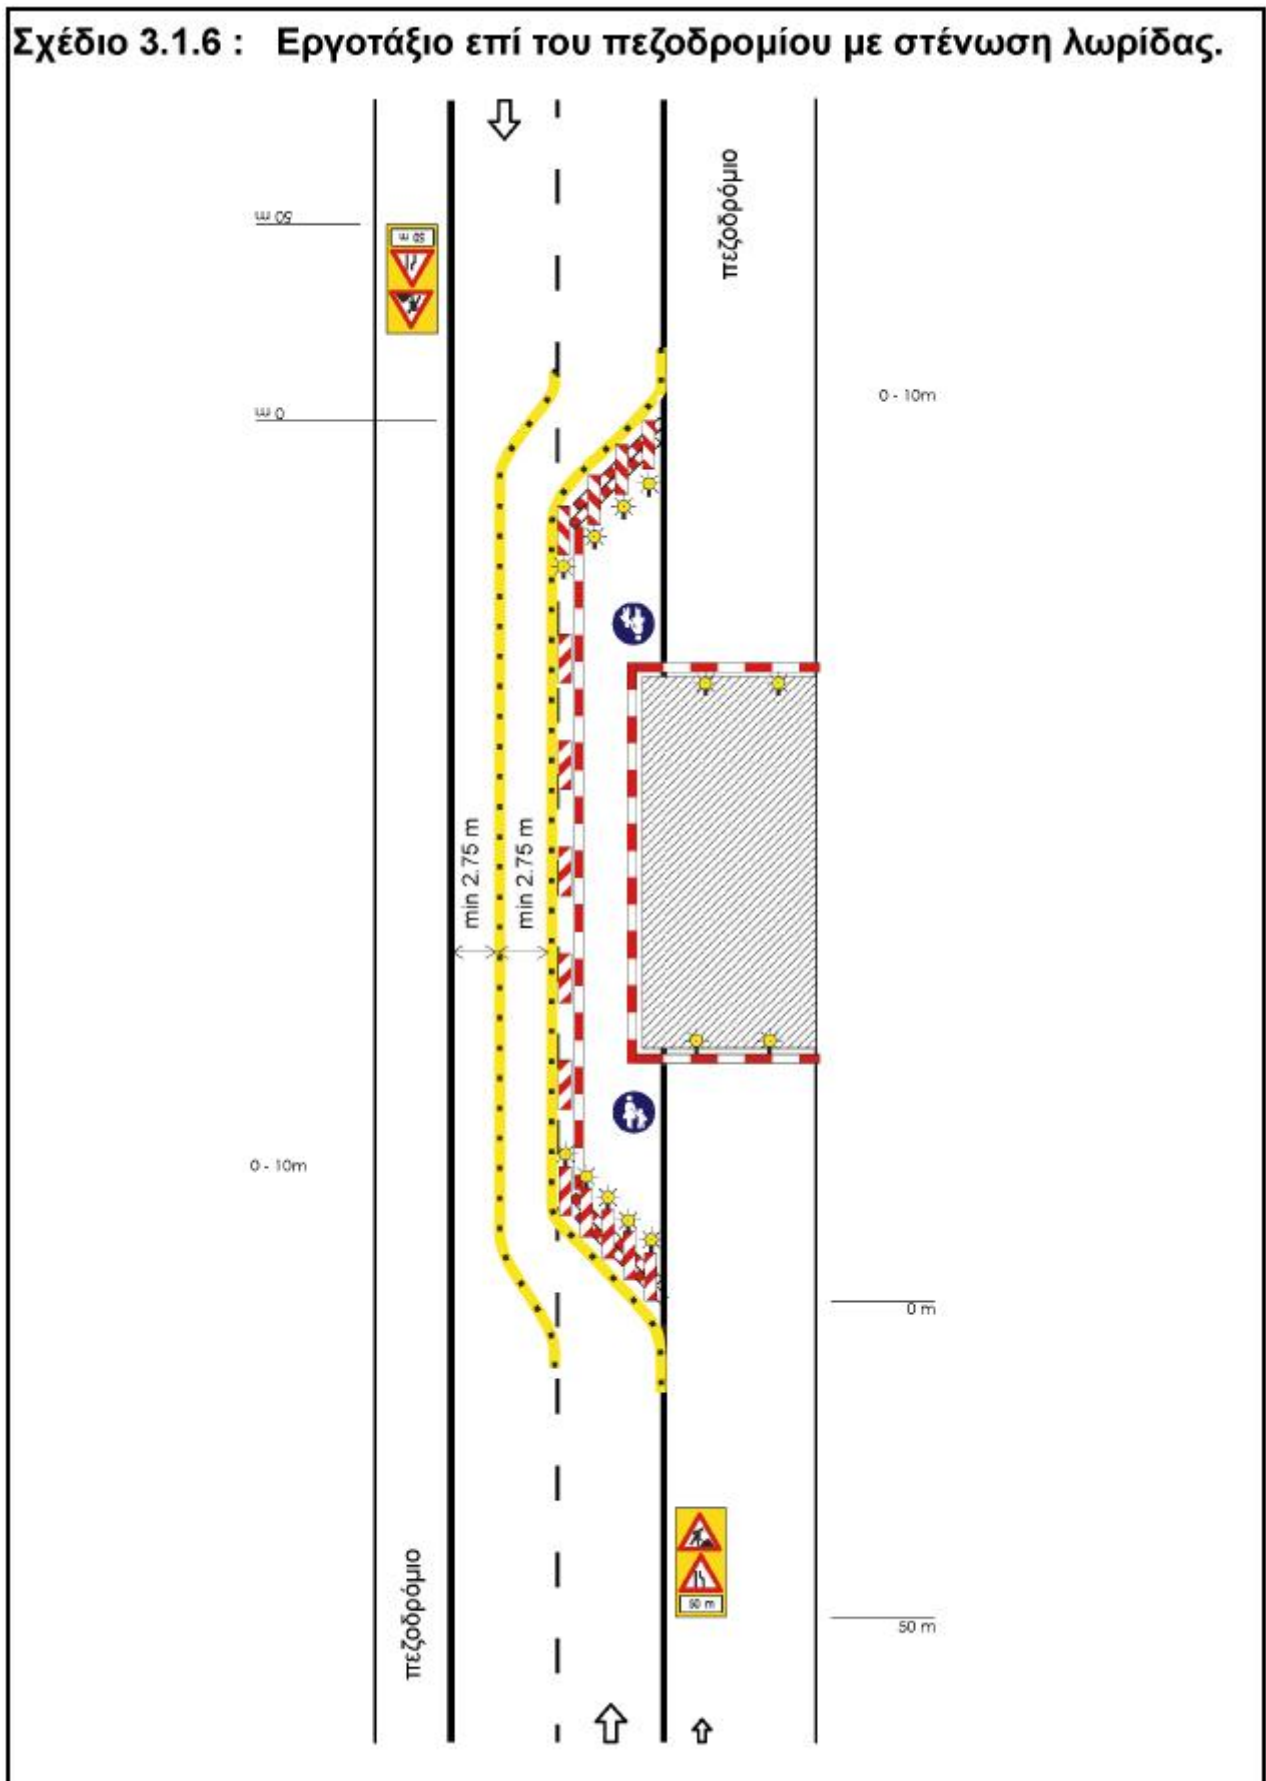 Σχέδιο 3.1.6 : Εργοτάξιο επί του πεζοδρομίου με στένωση λωρίδας.
πεζοδρόμιο
50 m
50 m
0 - 10m
0 m
min 2.75 m
min 2.75 m
0 - 10m
0 m
50 m
50 m
πεζοδρόμιο